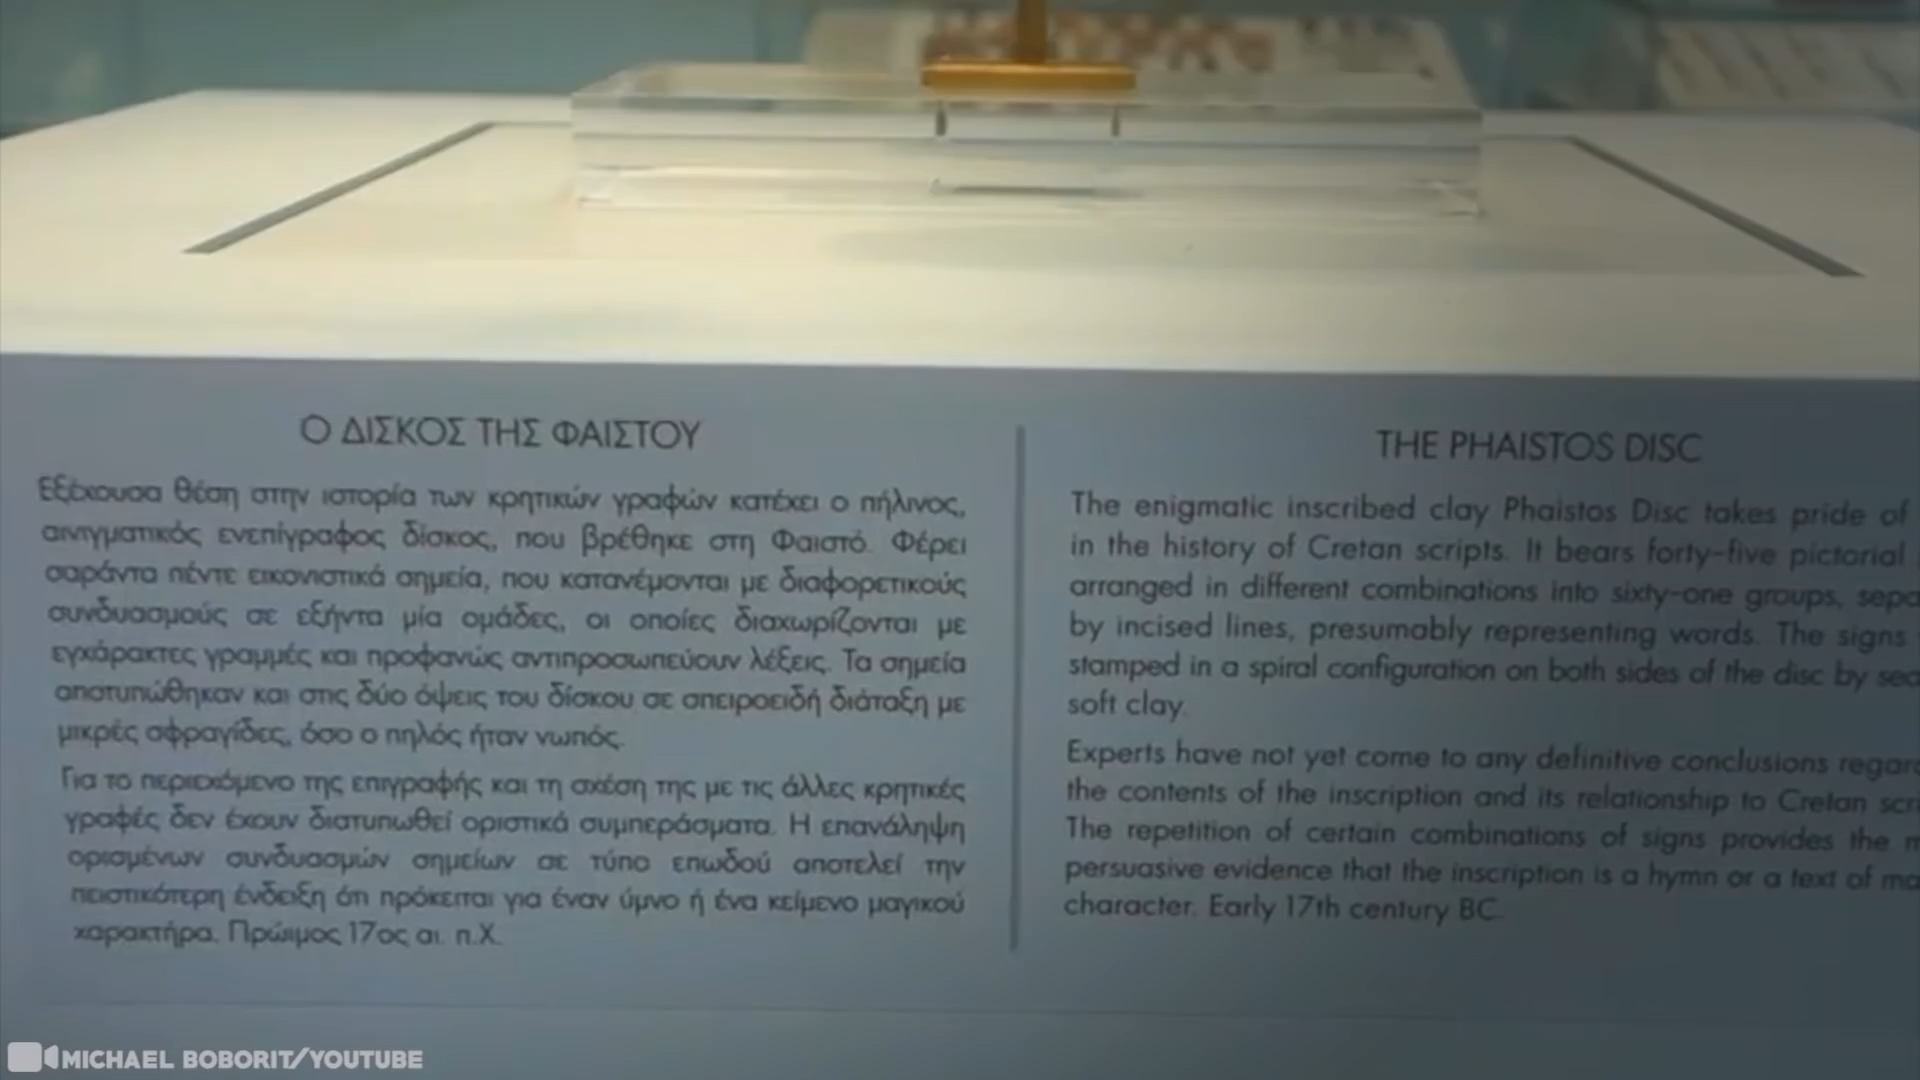 Ο ΔΙΣΚΟΣ ΤΗΣ ΦΑΙΣΤΟΥ
Εξέχουσα θέση στην ιστορία των κρητικών γραφών κατέχει ο πήλινος,
αινιγματικός ενεπίγραφος δίσκος, που βρέθηκε στη Φαιστό. Φέρει
σαράντα πέντε εικονιστικά σημεία, που κατανέμονται με διαφορετικούς
συνδυασμούς σε εξήντα μία ομάδες, οι οποίες διαχωρίζονται με
εγχάρακτες γραμμές και προφανώς αντιπροσωπεύουν λέξεις. Τα σημεία
αποτυπώθηκαν και στις δύο όψεις του δίσκου σε σπειροειδή διάταξη με
μικρές σφραγίδες, όσο ο πηλός ήταν νωπός.
Για το περιεχόμενο της επιγραφής και τη σχέση της με τις άλλες κρητικές
γραφές δεν έχουν διατυπωθεί οριστικά συμπεράσματα. Η επανάληψη
ορισμένων συνδυασμών σημείων σε τύπο επωδού αποτελεί την
πειστικότερη ένδειξη ότι πρόκειται για έναν ύμνο ή ένα κείμενο μαγικού
χαρακτήρα. Πρώιμος 17ος αι. π.Χ.
THE PHAISTOS DISC
The enigmatic inscribed clay Phaistos Disc takes pride of
in the history of Cretan scripts. It bears forty-five pictorial
arranged in different combinations into sixty-one groups, sepa
by incised lines, presumably representing words. The signs
stamped in a spiral configuration on both sides of the disc by sea
soft clay.
Experts have not yet come to any definitive conclusions regar
the contents of the inscription and its relationship to Cretan scri
The repetition of certain combinations of signs provides the m
persuasive evidence that the inscription is a hymn or a text of ma
character. Early 17th century BC.
MICHAEL BOBORIT/YOUTUBE